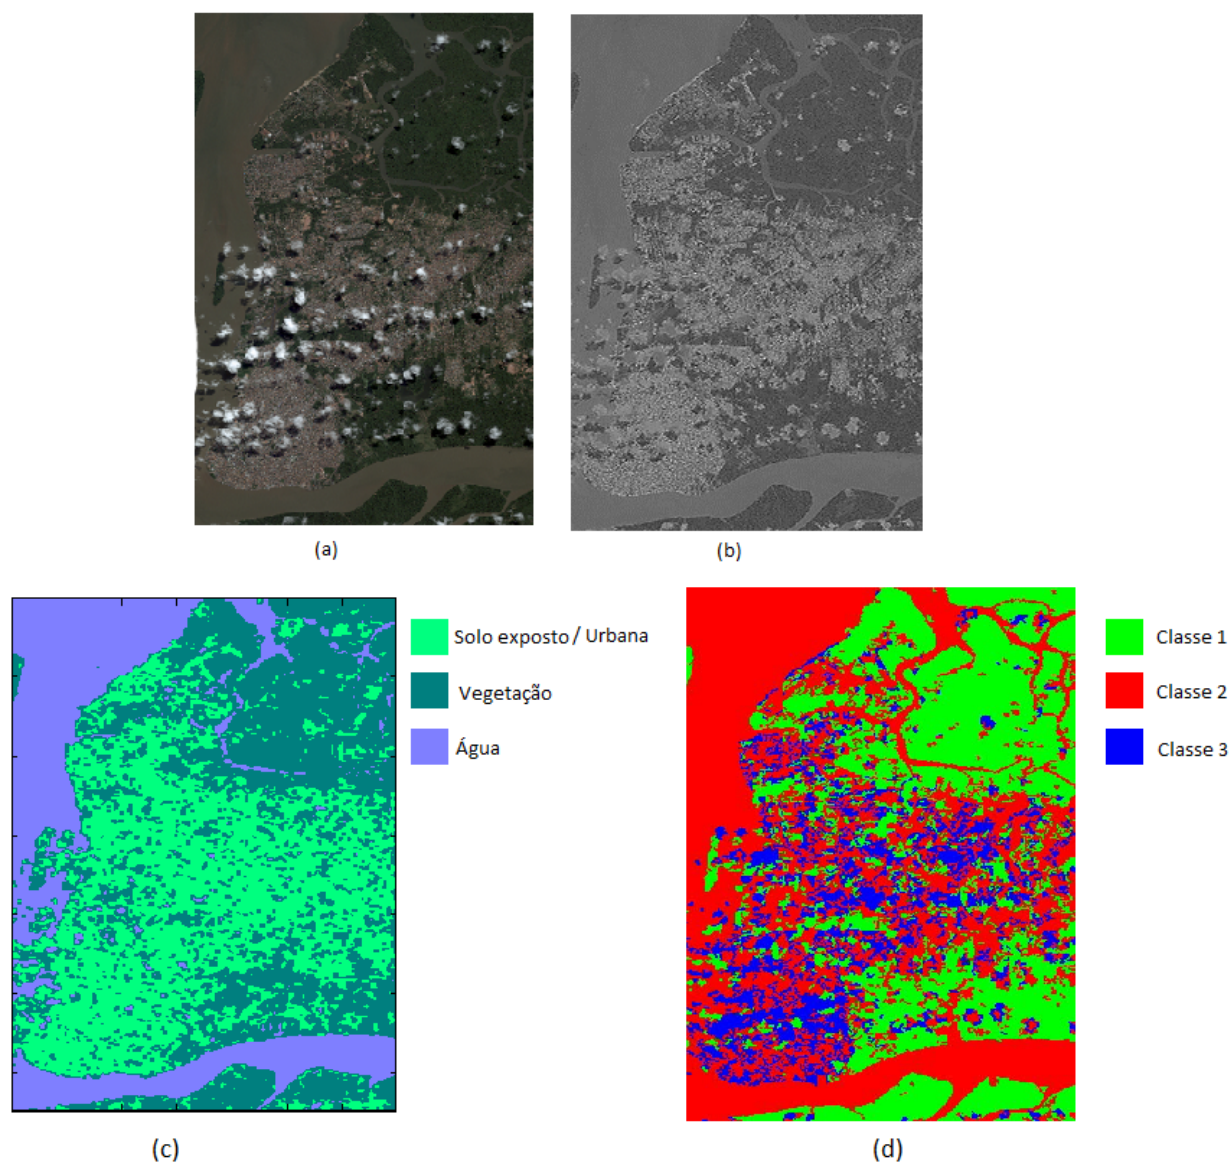 (a)
(b)
Solo exposto / Urbana
Vegetação
Água
Classe 1
Classe 2
Classe 3
(c)
(d)